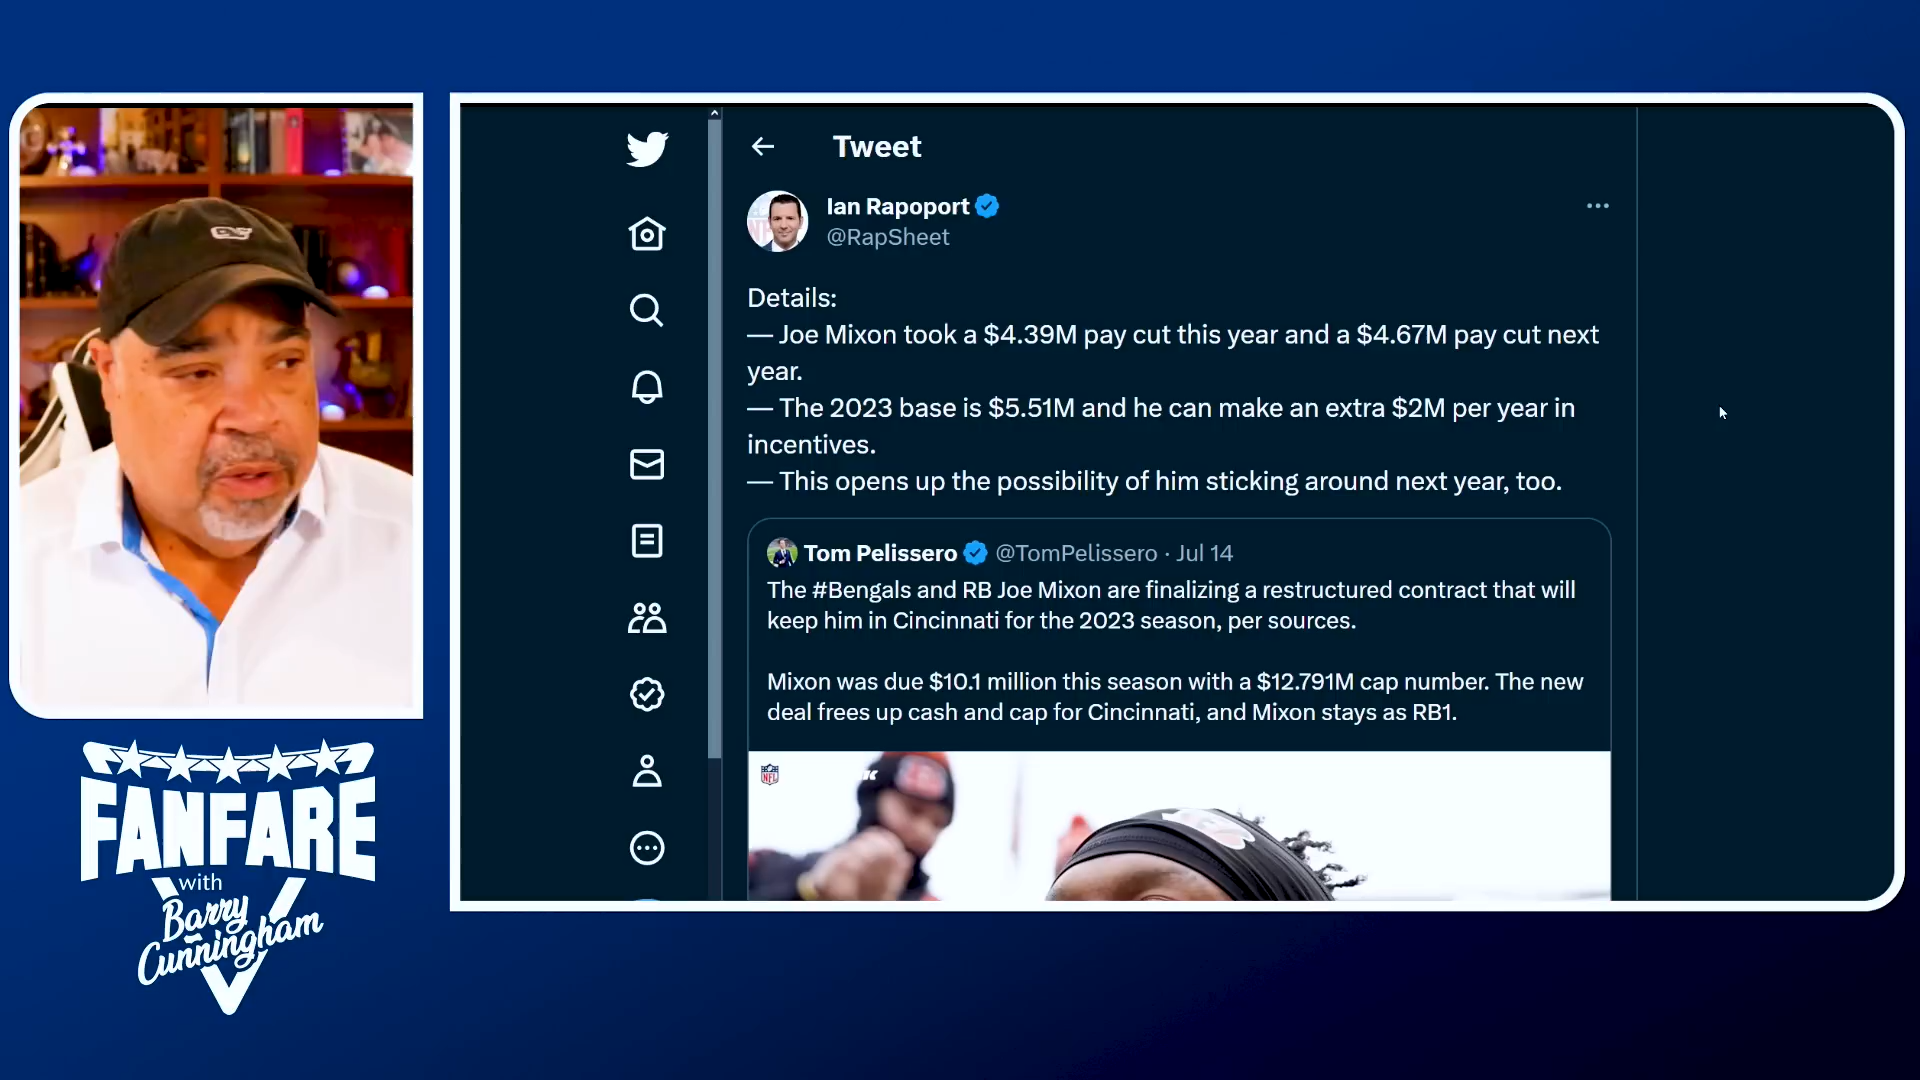 Tweet
Ian Rapoport
@RapSheet
Details:
— Joe Mixon took a $4.39M pay cut this year and a $4.67M pay cut next
year.
— The 2023 base is $5.51M and he can make an extra $2M per year in
incentives.
— This opens up the possibility of him sticking around next year, too.
Tom Pelissero @TomPelissero · Jul 14
The #Bengals and RB Joe Mixon are finalizing a restructured contract that will
keep him in Cincinnati for the 2023 season, per sources.
Mixon was due $10.1 million this season with a $12.791M cap number. The new
deal frees up cash and cap for Cincinnati, and Mixon stays as RB1.
NFL
FANFARE
with
Barry
Cunningham